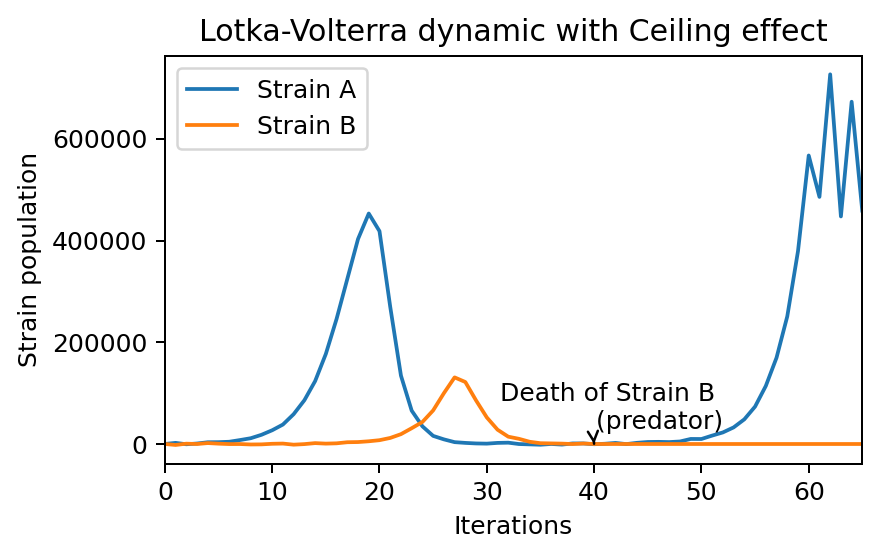 Lotka-Volterra dynamic with Ceiling effect
Strain A
Strain B
Strain population
600000
400000
200000
0
Death of Strain B
(predator)
0 10 20 30 40 50 60
Iterations